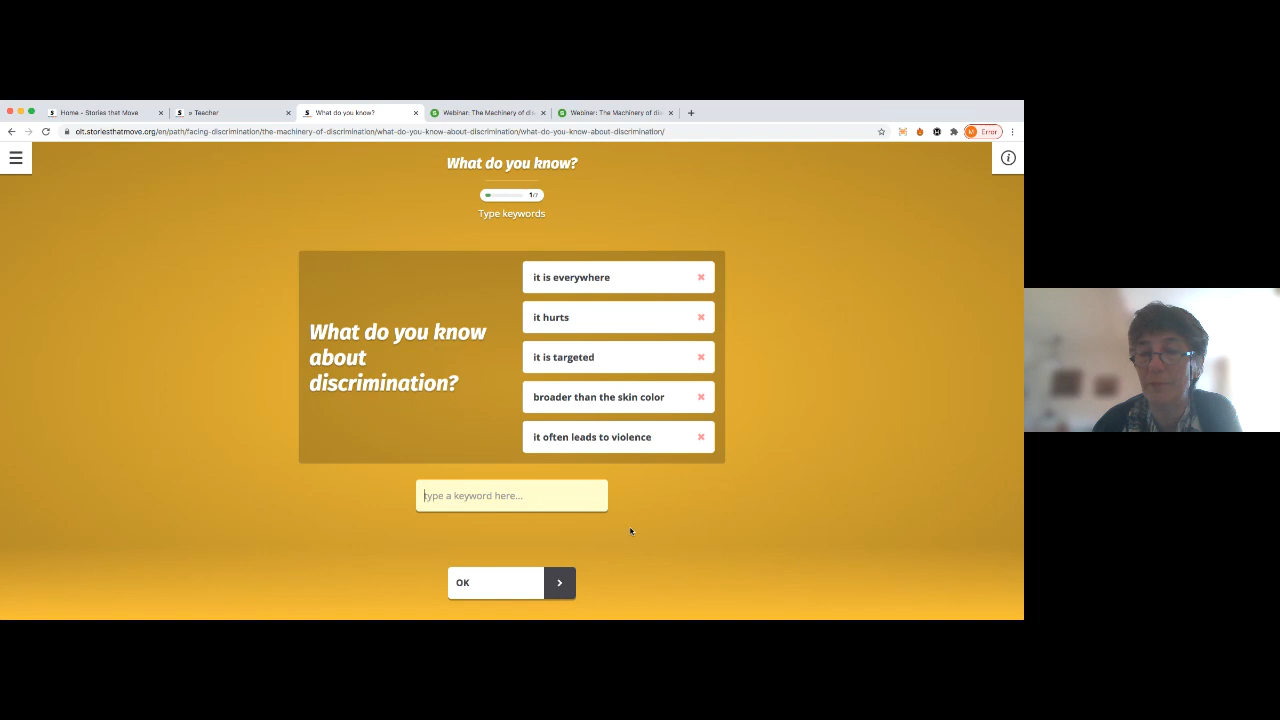 Home - Stories that Move
» Teacher
What do you know?
Webinar: The Machinery of di
Webinar: The Machinery of di
olt.storiesthatmove.org/en/path/facing-discrimination/the-machinery-of-discrimination/what-do-you-know-about-discrimination/what-do-you-know-about-discrimination/
M Error
What do you know?
1/7
Type keywords
What do you know
about
discrimination?
it is everywhere
it hurts
it is targeted
broader than the skin color
it often leads to violence
type a keyword here...
OK